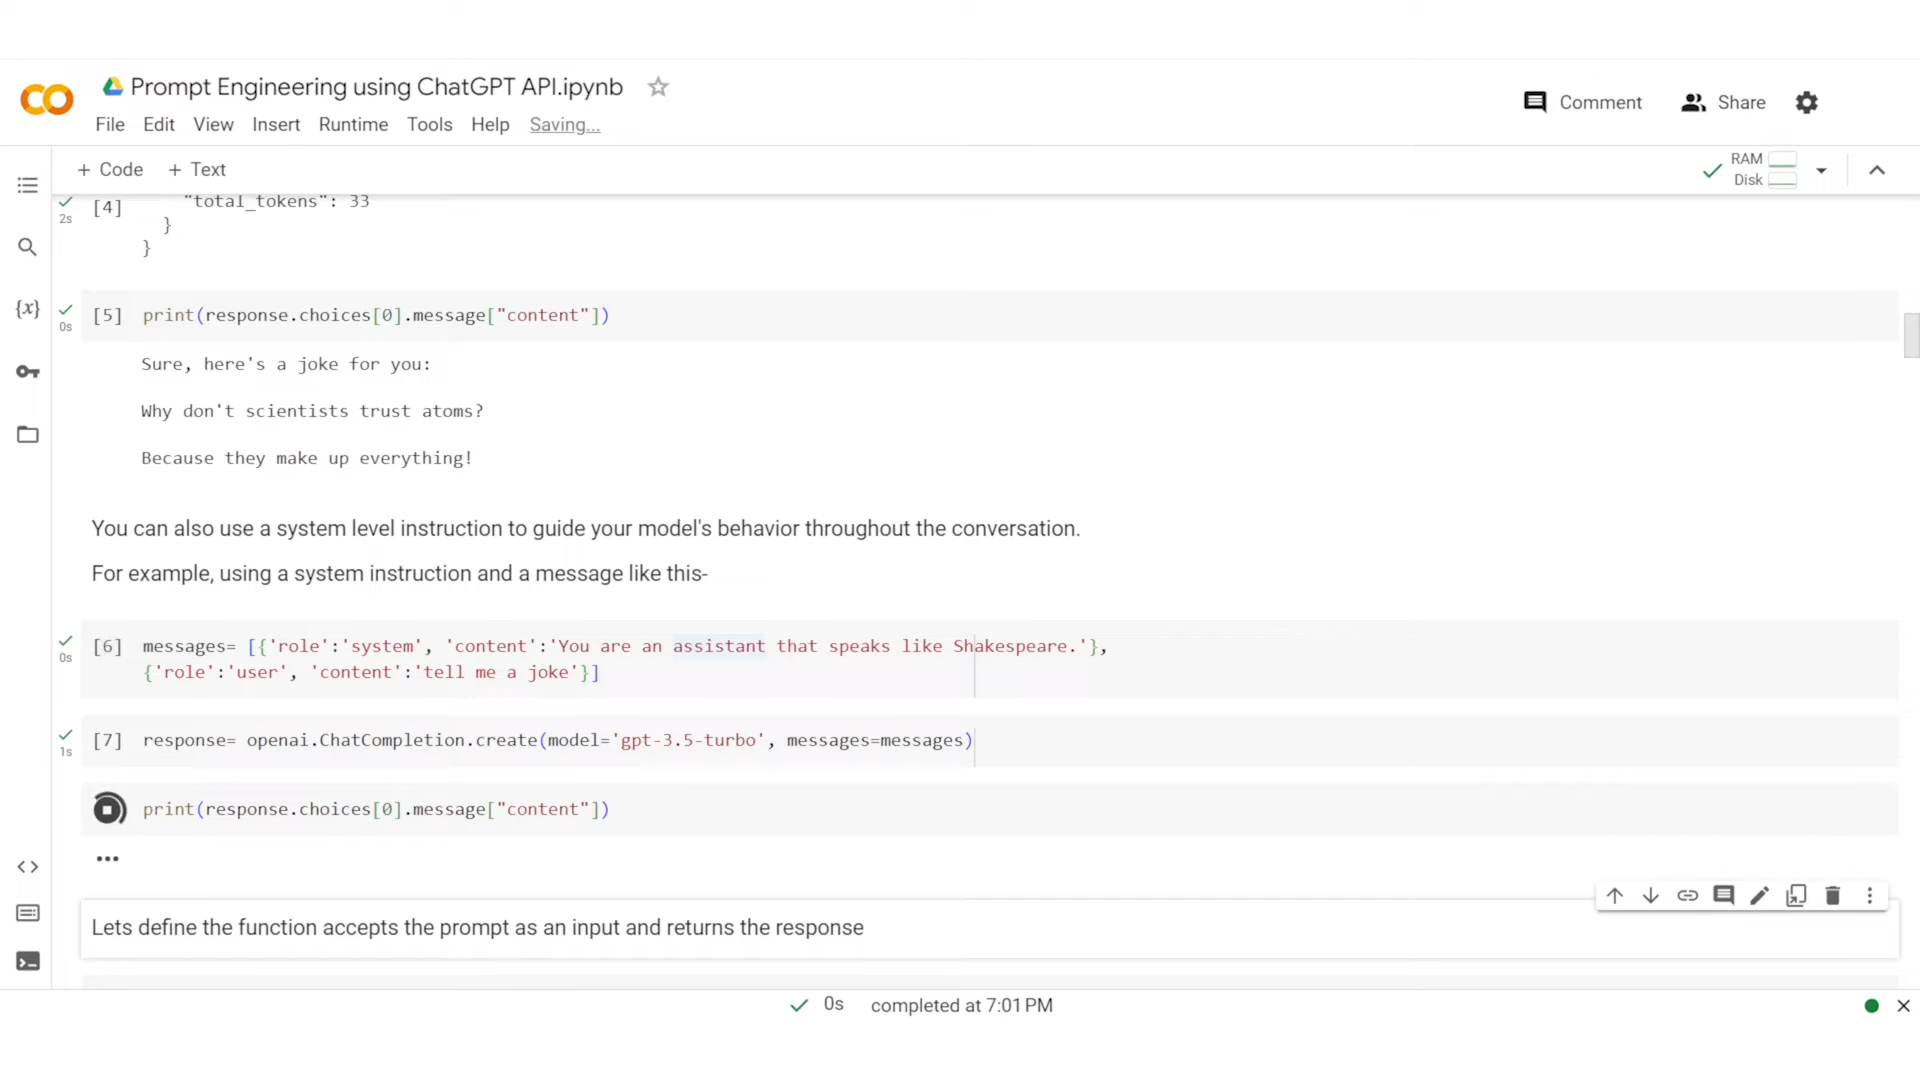 Prompt Engineering using ChatGPT API.ipynb
Comment
Share
File Edit View Insert Runtime Tools Help Saving...
+ Code + Text
RAM
Disk
"total_tokens": 33
[4]
2s
}
}
[5] print(response.choices[0].message["content"])
0s
Sure, here's a joke for you:
Why don't scientists trust atoms?
Because they make up everything!
You can also use a system level instruction to guide your model's behavior throughout the conversation.
For example, using a system instruction and a message like this-
[6] messages= [{'role':'system', 'content':'You are an assistant that speaks like Shakespeare.'},
0s
{'role':'user', 'content':'tell me a joke'}]
[7] response= openai.ChatCompletion.create(model='gpt-3.5-turbo', messages=messages)
1s
print(response.choices[0].message["content"])
•••
Lets define the function accepts the prompt as an input and returns the response
0s completed at 7:01 PM